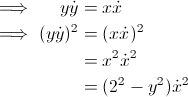 ⟹ yẏ = xẋ
⟹ (yẏ)² = (xẋ)²
= x²ẋ²
= (2² − y²)ẋ²